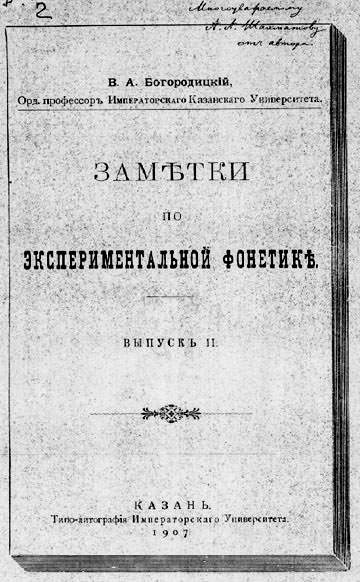 2
Многоуважаемому
А. А. Шахматову
отъ автора.
В. А. Богородицкій,
Орд. профессоръ Императорскаго Казанскаго Университета.
ЗАМѢТКИ
ПО
ЭКСПЕРИМЕНТАЛЬНОЙ ФОНЕТИКѢ.
ВЫПУСКЪ II.
КАЗАНЬ.
Типо-литографія Императорскаго Университета.
1907.